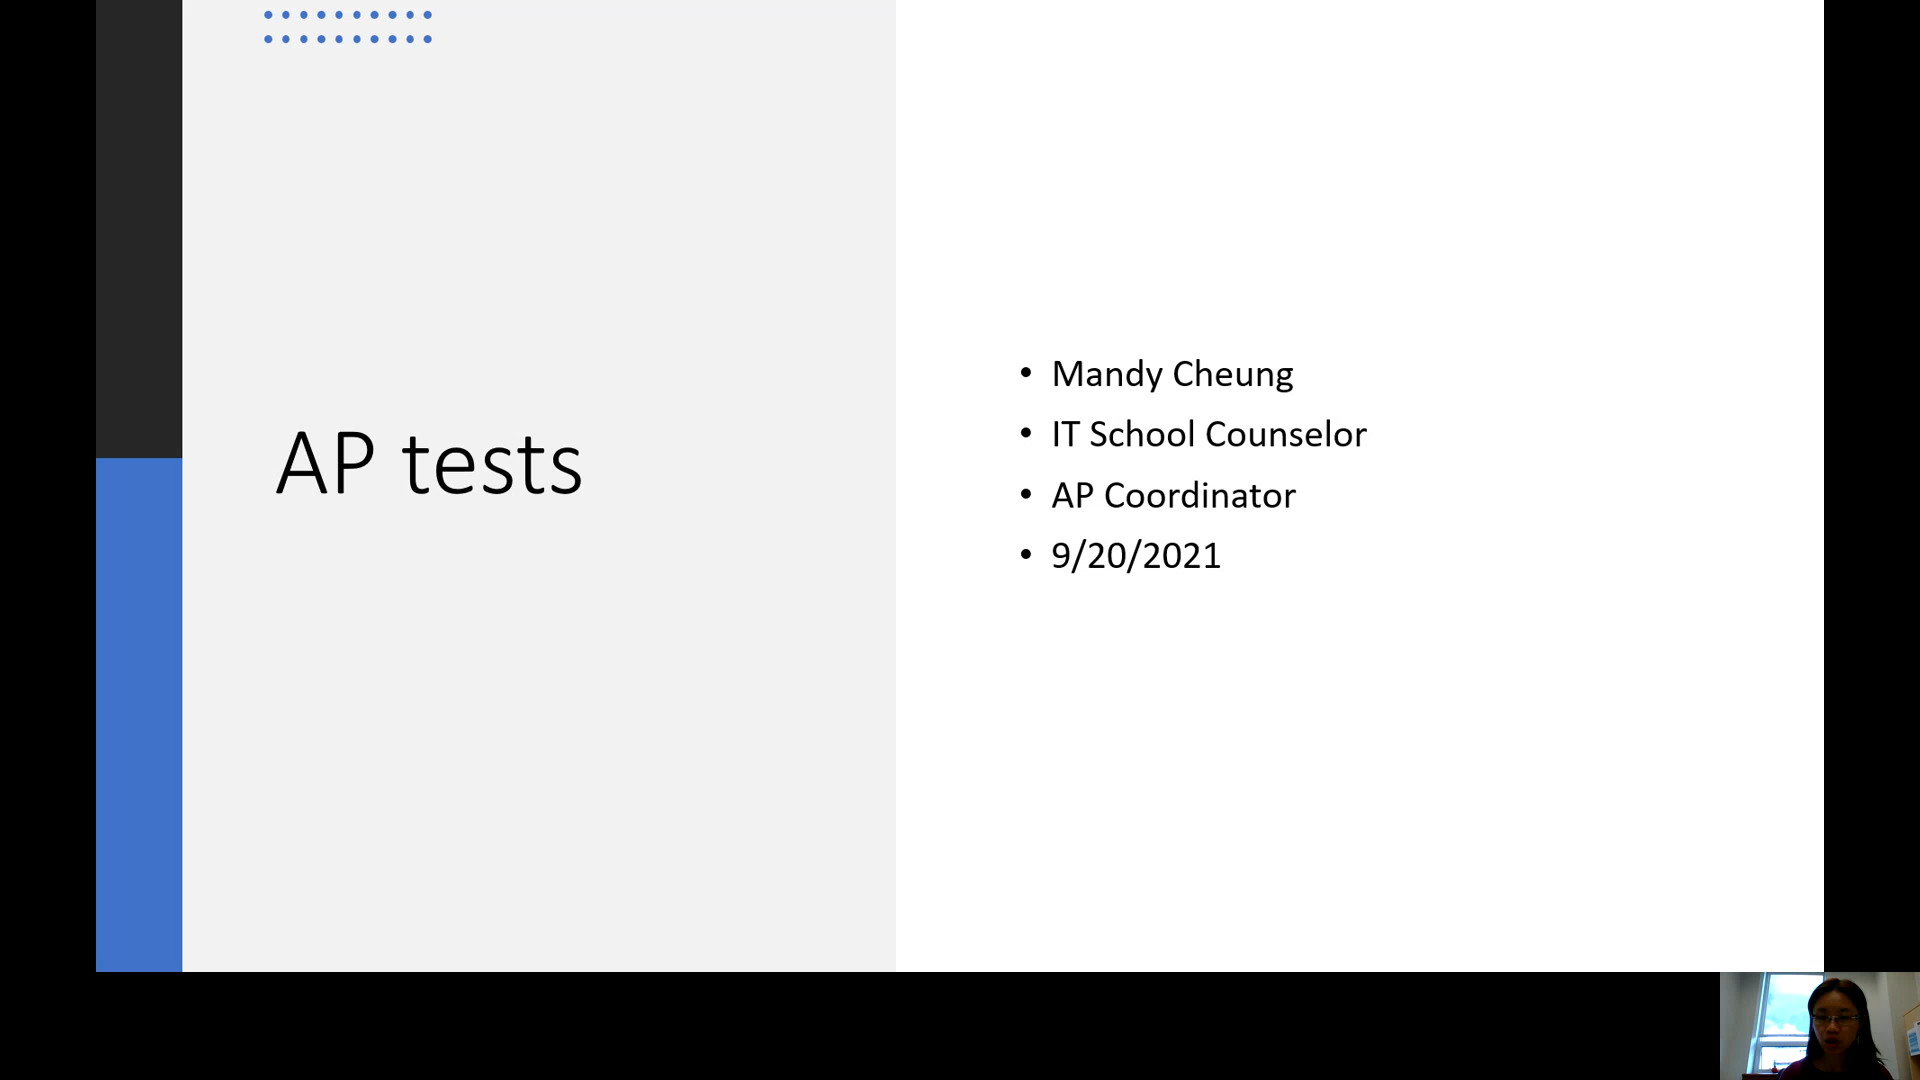 AP tests
Mandy Cheung
IT School Counselor
AP Coordinator
9/20/2021